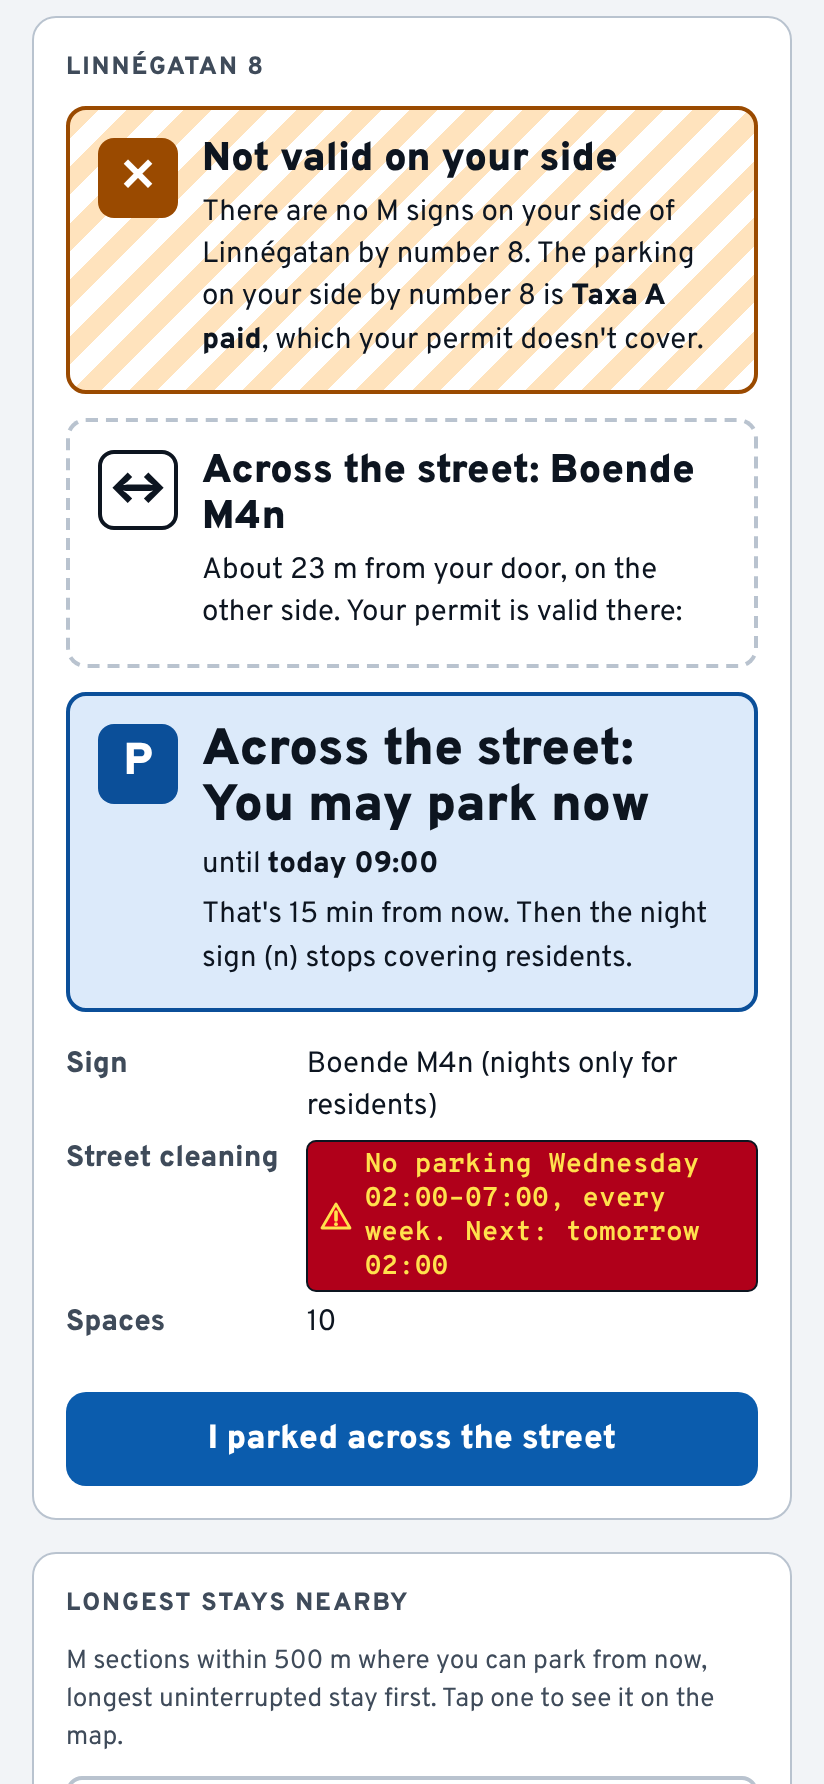 LINNÉGATAN 8
Not valid on your side
There are no M signs on your side of
Linnégatan by number 8. The parking
on your side by number 8 is Taxa A
paid, which your permit doesn't cover.
Across the street: Boende
M4n
About 23 m from your door, on the
other side. Your permit is valid there:
P
Across the street:
You may park now
until today 09:00
That's 15 min from now. Then the night
sign (n) stops covering residents.
Sign
Boende M4n (nights only for
residents)
Street cleaning
No parking Wednesday
02:00–07:00, every
week. Next: tomorrow
02:00
Spaces
10
I parked across the street
LONGEST STAYS NEARBY
M sections within 500 m where you can park from now,
longest uninterrupted stay first. Tap one to see it on the
map.